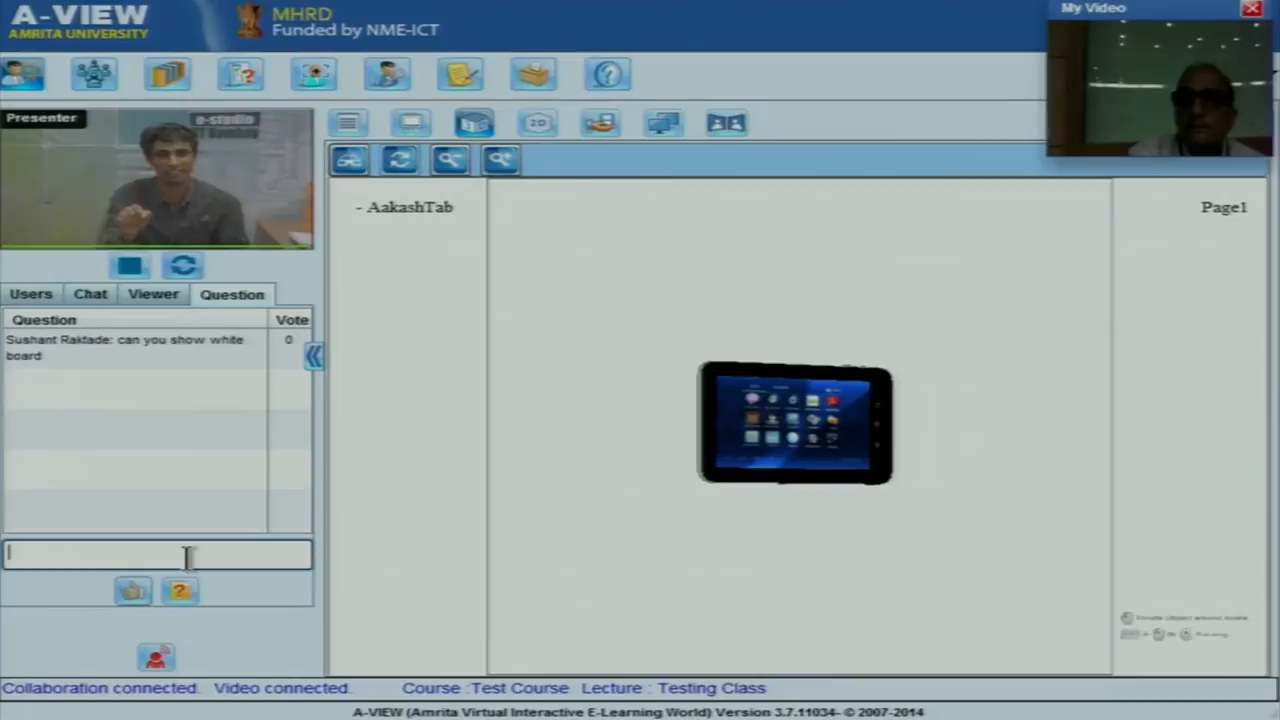 A-VIEW
AMRITA UNIVERSITY
MHRD
Funded by NME-ICT
My Video
Presenter
e-studio
Bombay
2D
- AakashTab
Page1
Users
Chat
Viewer
Question
Question
Vote
Sushant Raktade: can you show white
board
0
Collaboration connected. Video connected. Course : Test Course Lecture : Testing Class
A-VIEW (Amrita Virtual Interactive E-Learning World) Version 3.7.11034- © 2007-2014